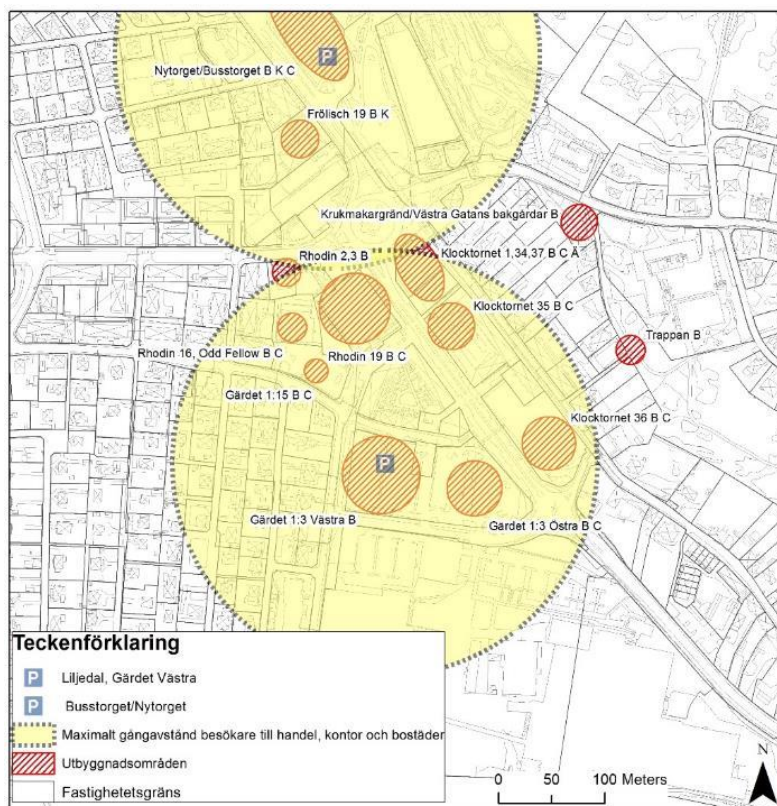 P
Nytorget/Busstorget B K C
Frölisch 19 B K
Krukmakargränd/Västra Gatans bakgårdar B
Rhodin 2,3 B
Klocktornet 1,34,37 B C Å
Klocktornet 35 B C
Trappan B
Rhodin 16, Odd Fellow B C
Rhodin 19 B C
Gärdet 1:15 B C
Klocktornet 36 B C
P
Gärdet 1:3 Västra B
Gärdet 1:3 Östra B C
Teckenförklaring
P Liljedal, Gärdet Västra
P Busstorget/Nytorget
Maximalt gångavstånd besökare till handel, kontor och bostäder
Utbyggnadsområden
Fastighetetsgräns
N
0 50 100 Meters